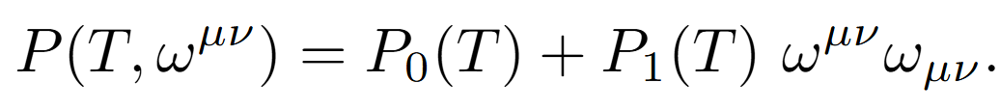 P(T, ω^{μν}) = P_0(T) + P_1(T) ω^{μν}ω_{μν}.